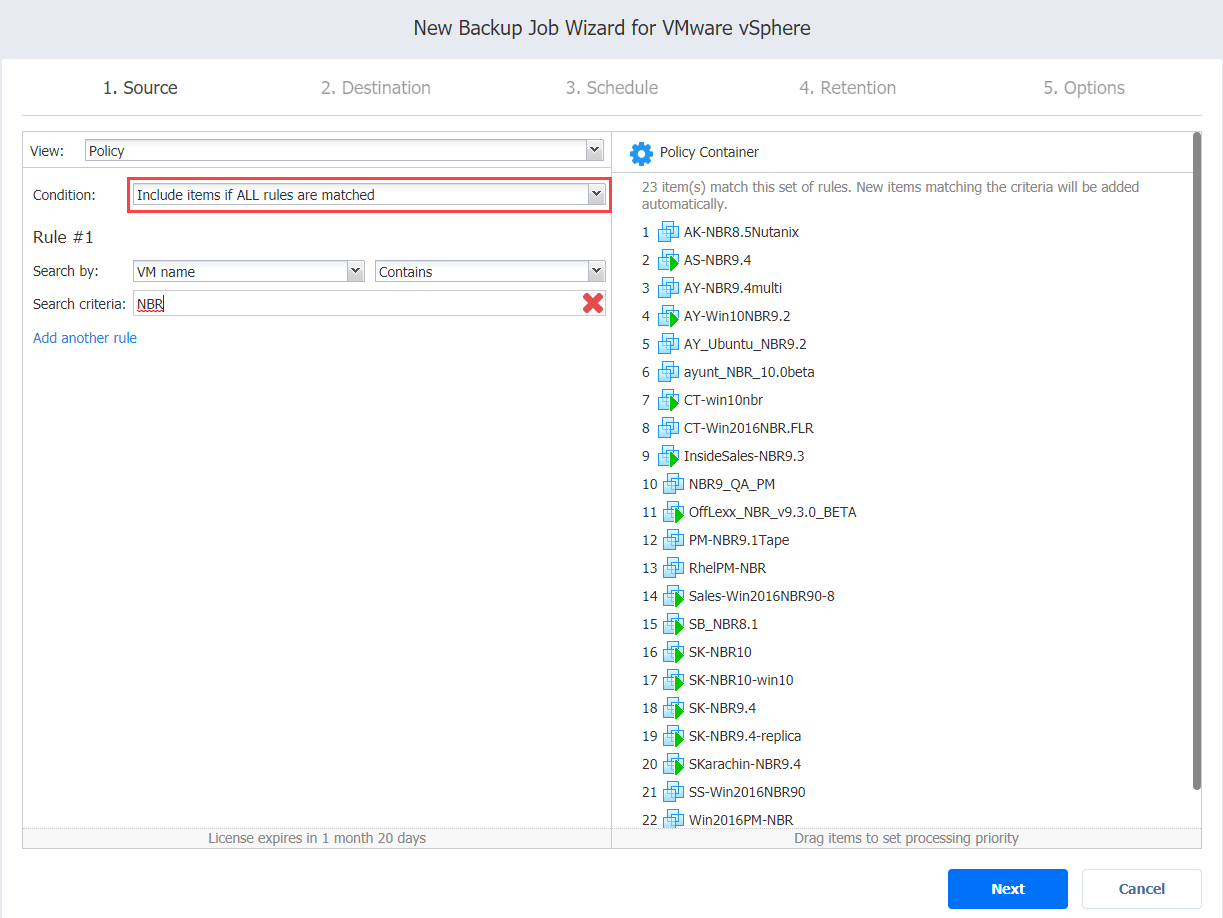 New Backup Job Wizard for VMware vSphere
1. Source
2. Destination
3. Schedule
4. Retention
5. Options
View:
Policy
Condition:
Include items if ALL rules are matched
Rule #1
Search by:
VM name
Contains
Search criteria:
NBR
Add another rule
License expires in 1 month 20 days
Policy Container
23 item(s) match this set of rules. New items matching the criteria will be added
automatically.
1 AK-NBR8.5Nutanix
2 AS-NBR9.4
3 AY-NBR9.4multi
4 AY-Win10NBR9.2
5 AY_Ubuntu_NBR9.2
6 ayunt_NBR_10.0beta
7 CT-win10nbr
8 CT-Win2016NBR.FLR
9 InsideSales-NBR9.3
10 NBR9_QA_PM
11 OffLexx_NBR_v9.3.0_BETA
12 PM-NBR9.1Tape
13 RhelPM-NBR
14 Sales-Win2016NBR90-8
15 SB_NBR8.1
16 SK-NBR10
17 SK-NBR10-win10
18 SK-NBR9.4
19 SK-NBR9.4-replica
20 SKarachin-NBR9.4
21 SS-Win2016NBR90
22 Win2016PM-NBR
Drag items to set processing priority
Next
Cancel